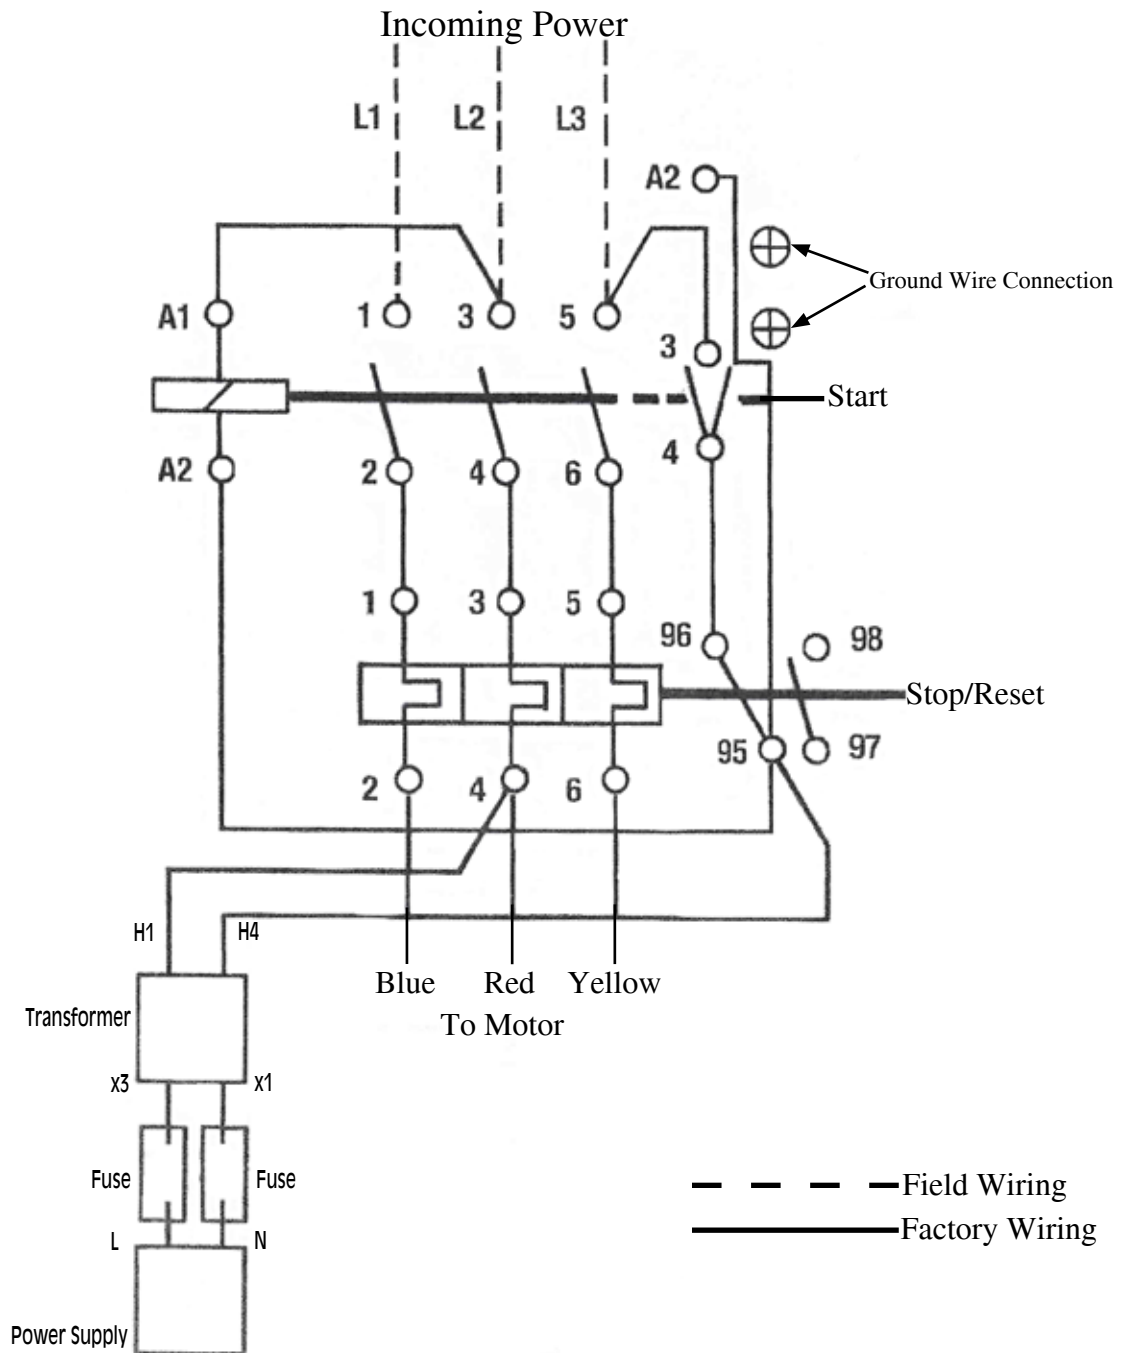 Incoming Power
L1 L2 L3
A2
Ground Wire Connection
A1 1 3 5
3
Start
4
A2 2 4 6
1 3 5
96 98
Stop/Reset
95 97
2 4 6
H1 H4
Blue Red Yellow
To Motor
Transformer
X3 X1
Fuse Fuse
Field Wiring
Factory Wiring
L N
Power Supply